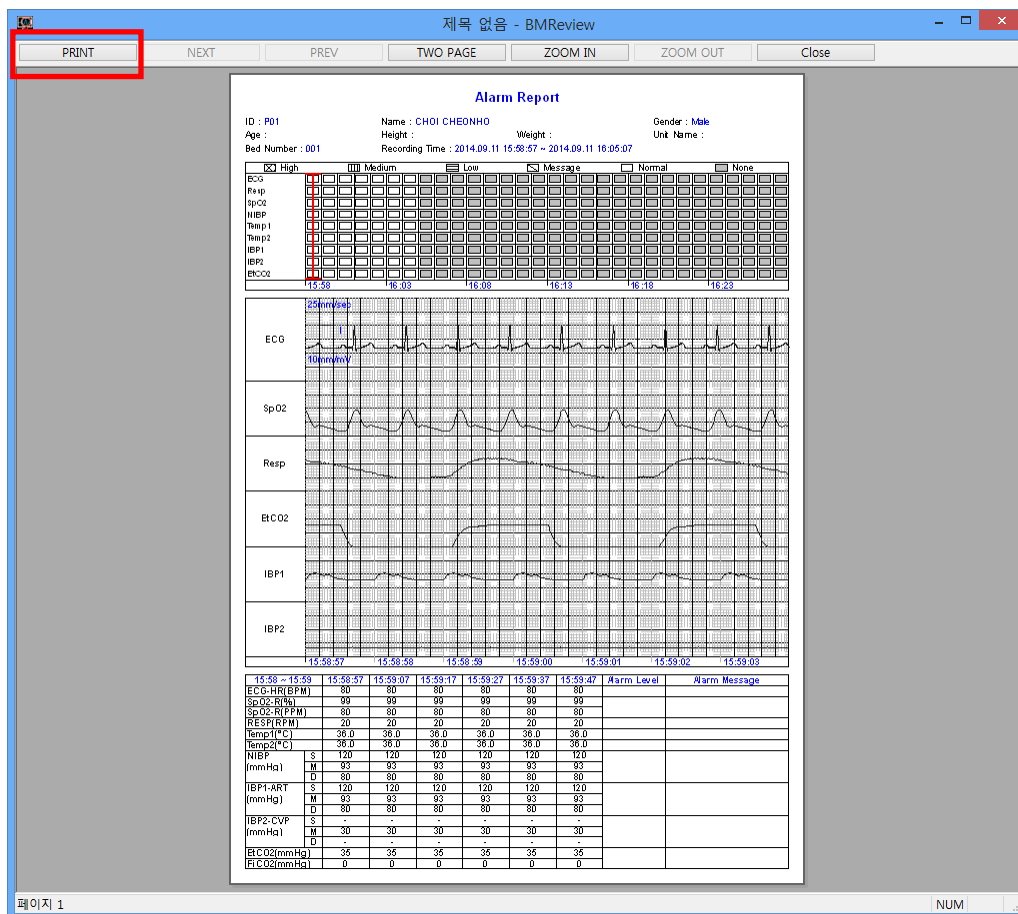 제목 없음 - BMReview
PRINT NEXT PREV TWO PAGE ZOOM IN ZOOM OUT Close
Alarm Report
ID : P01 Name : CHOI CHEONHO Gender : Male
Age : Height : Weight : Unit Name :
Bed Number : 001 Recording Time : 2014.09.11 15:58:57 ~ 2014.09.11 16:05:07
High Medium Low Message Normal None
ECG
Resp
SpO2
NIBP
Temp1
Temp2
IBP1
IBP2
EtCO2
15:58 16:03 16:08 16:13 16:18 16:23
25mm/sec
I
ECG
10mm/mV
SpO2
Resp
EtCO2
IBP1
IBP2
15:58:57 15:58:58 15:58:59 15:59:00 15:59:01 15:59:02 15:59:03
15:58 ~ 15:59 15:58:57 15:59:07 15:59:17 15:59:27 15:59:37 15:59:47 Alarm Level Alarm Message
ECG-HR(BPM) 80 80 80 80 80 80
SpO2-R(%) 99 99 99 99 99 99
SpO2-R(PPM) 80 80 80 80 80 80
RESP(RPM) 20 20 20 20 20 20
Temp1(°C) 36.0 36.0 36.0 36.0 36.0 36.0
Temp2(°C) 36.0 36.0 36.0 36.0 36.0 36.0
NIBP S 120 120 120 120 120 120
(mmHg) M 93 93 93 93 93 93
D 80 80 80 80 80 80
IBP1-ART S 120 120 120 120 120 120
(mmHg) M 93 93 93 93 93 93
D 80 80 80 80 80 80
IBP2-CVP S - - - - - -
(mmHg) M 30 30 30 30 30 30
D - - - - - -
EtCO2(mmHg) 35 35 35 35 35 35
FiCO2(mmHg) 0 0 0 0 0 0
페이지 1 NUM